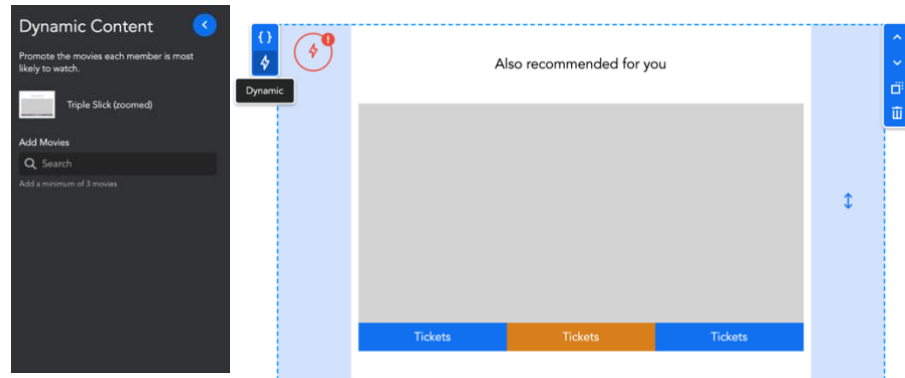 Dynamic Content
Promote the movies each member is most
likely to watch.
Triple Slick (zoomed)
Add Movies
Search
Add a minimum of 3 movies
{ }
Dynamic
!
Also recommended for you
Tickets
Tickets
Tickets